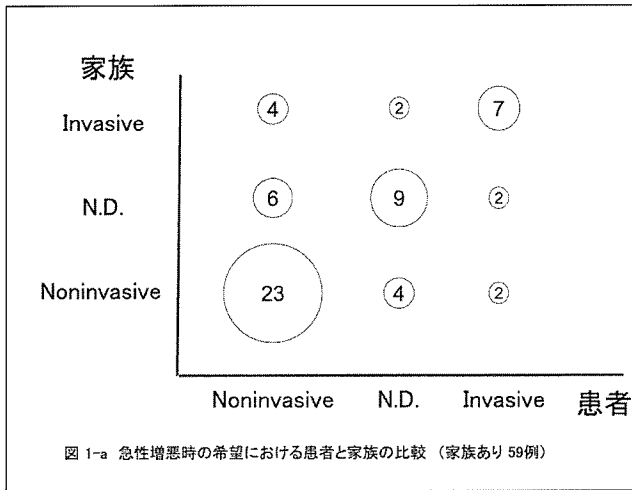 家族
Invasive 4 2 7
N.D. 6 9 2
Noninvasive 23 4 2
Noninvasive N.D. Invasive 患者
図 1-a 急性増悪時の希望における患者と家族の比較 (家族あり 59例)